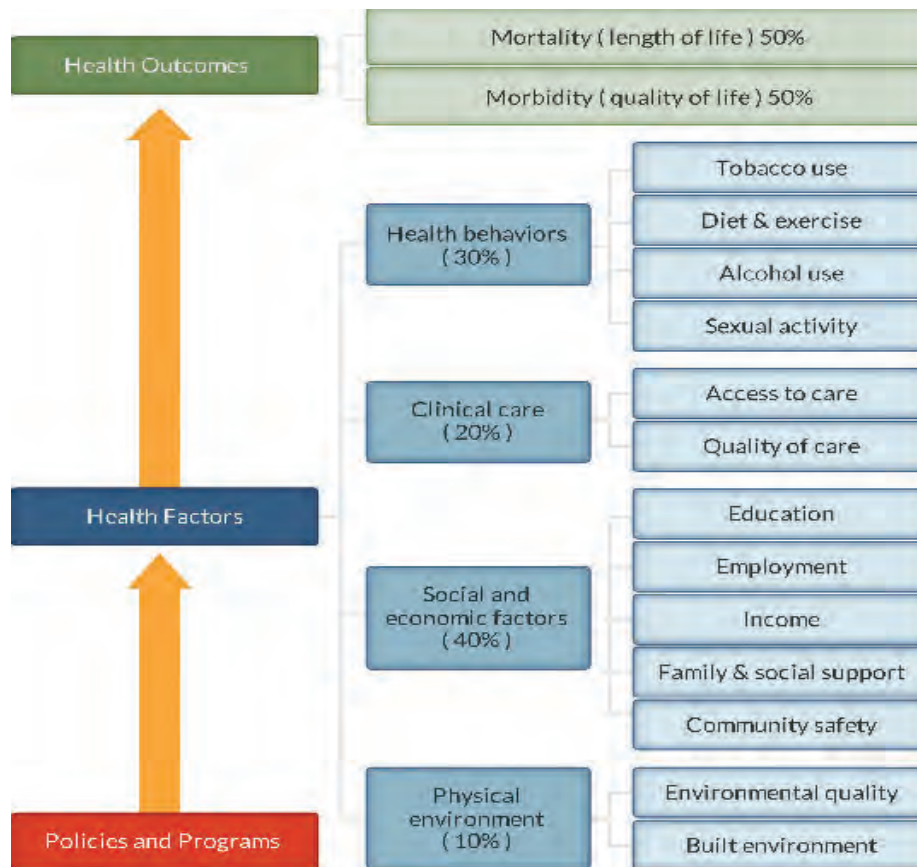 Health Outcomes
Mortality ( length of life ) 50%
Morbidity ( quality of life ) 50%
Health Factors
Health behaviors
( 30% )
Tobacco use
Diet & exercise
Alcohol use
Sexual activity
Clinical care
( 20% )
Access to care
Quality of care
Social and
economic factors
( 40% )
Education
Employment
Income
Family & social support
Community safety
Physical
environment
( 10% )
Environmental quality
Built environment
Policies and Programs